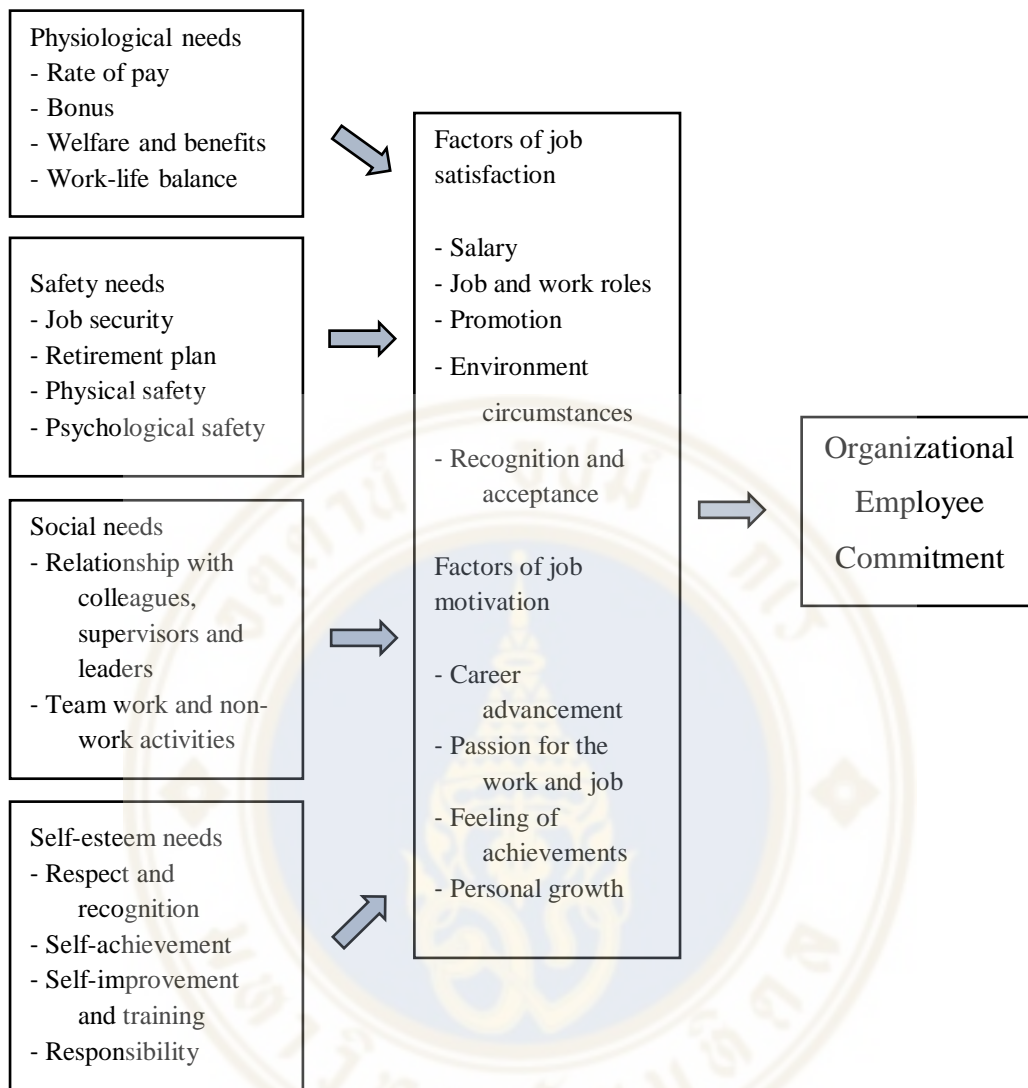 Physiological needs
- Rate of pay
- Bonus
- Welfare and benefits
- Work-life balance
Safety needs
- Job security
- Retirement plan
- Physical safety
- Psychological safety
Social needs
- Relationship with
colleagues,
supervisors and
leaders
- Team work and non-
work activities
Self-esteem needs
- Respect and
recognition
- Self-achievement
- Self-improvement
and training
- Responsibility
Factors of job
satisfaction
- Salary
- Job and work roles
- Promotion
- Environment
circumstances
- Recognition and
acceptance
Factors of job
motivation
- Career
advancement
- Passion for the
work and job
- Feeling of
achievements
- Personal growth
Organizational
Employee
Commitment